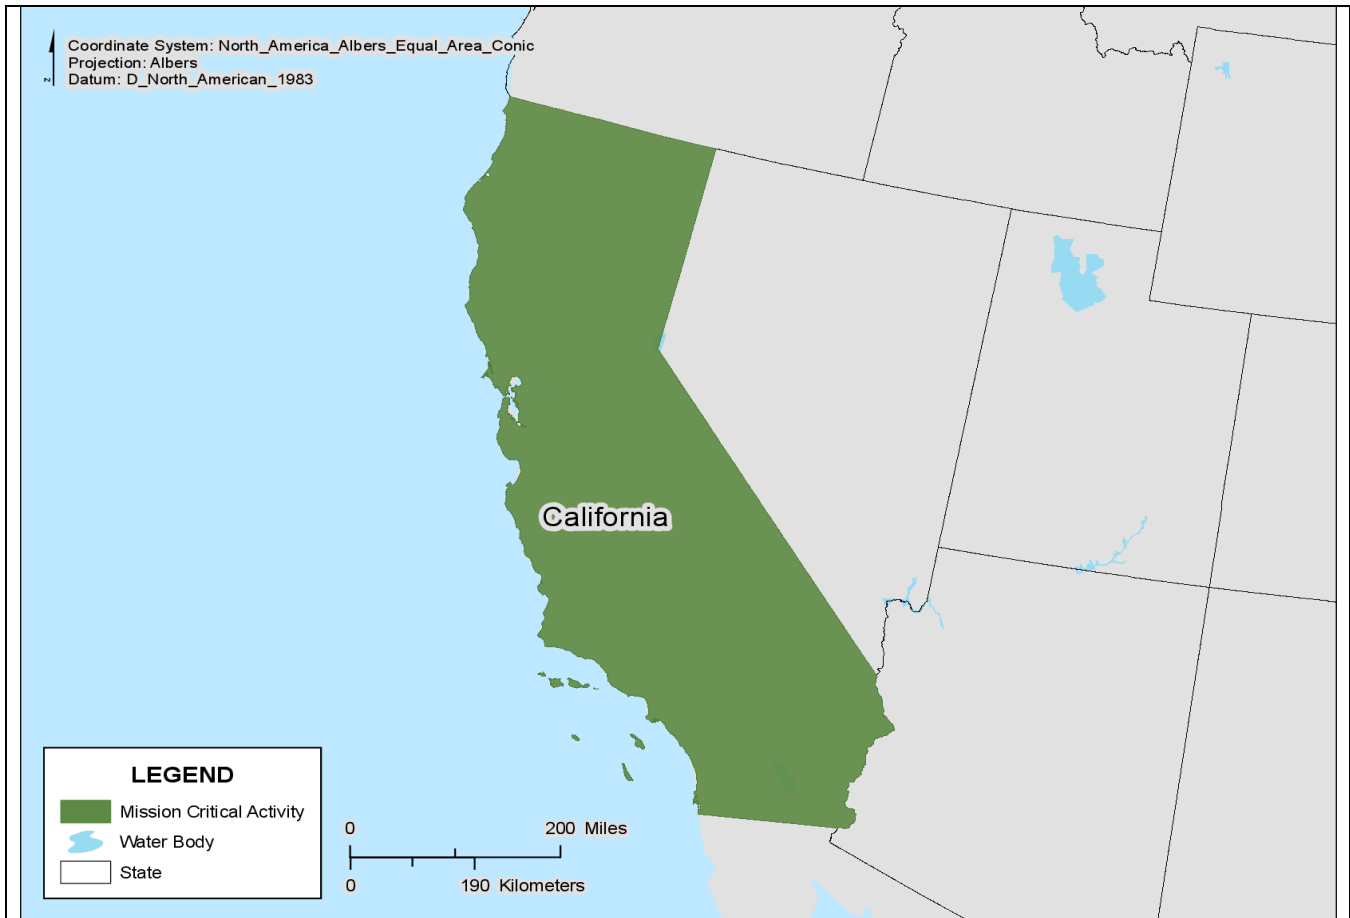 Coordinate System: North_America_Albers_Equal_Area_Conic
Projection: Albers
Datum: D_North_American_1983
z
California
LEGEND
Mission Critical Activity
Water Body
State
0 200 Miles
0 190 Kilometers